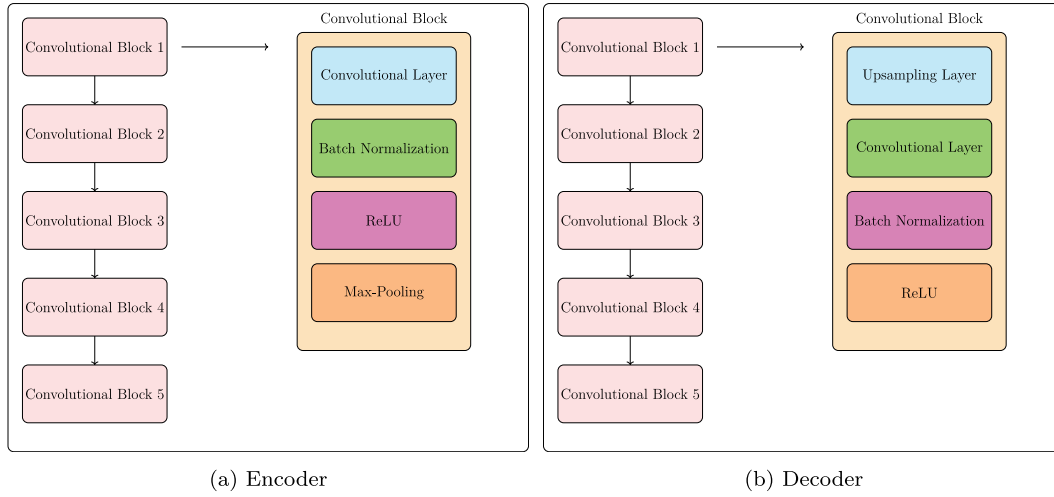 Convolutional Block 1
Convolutional Block 2
Convolutional Block 3
Convolutional Block 4
Convolutional Block 5
Convolutional Block
Convolutional Layer
Batch Normalization
ReLU
Max-Pooling
(a) Encoder
Convolutional Block 1
Convolutional Block 2
Convolutional Block 3
Convolutional Block 4
Convolutional Block 5
Convolutional Block
Upsampling Layer
Convolutional Layer
Batch Normalization
ReLU
(b) Decoder